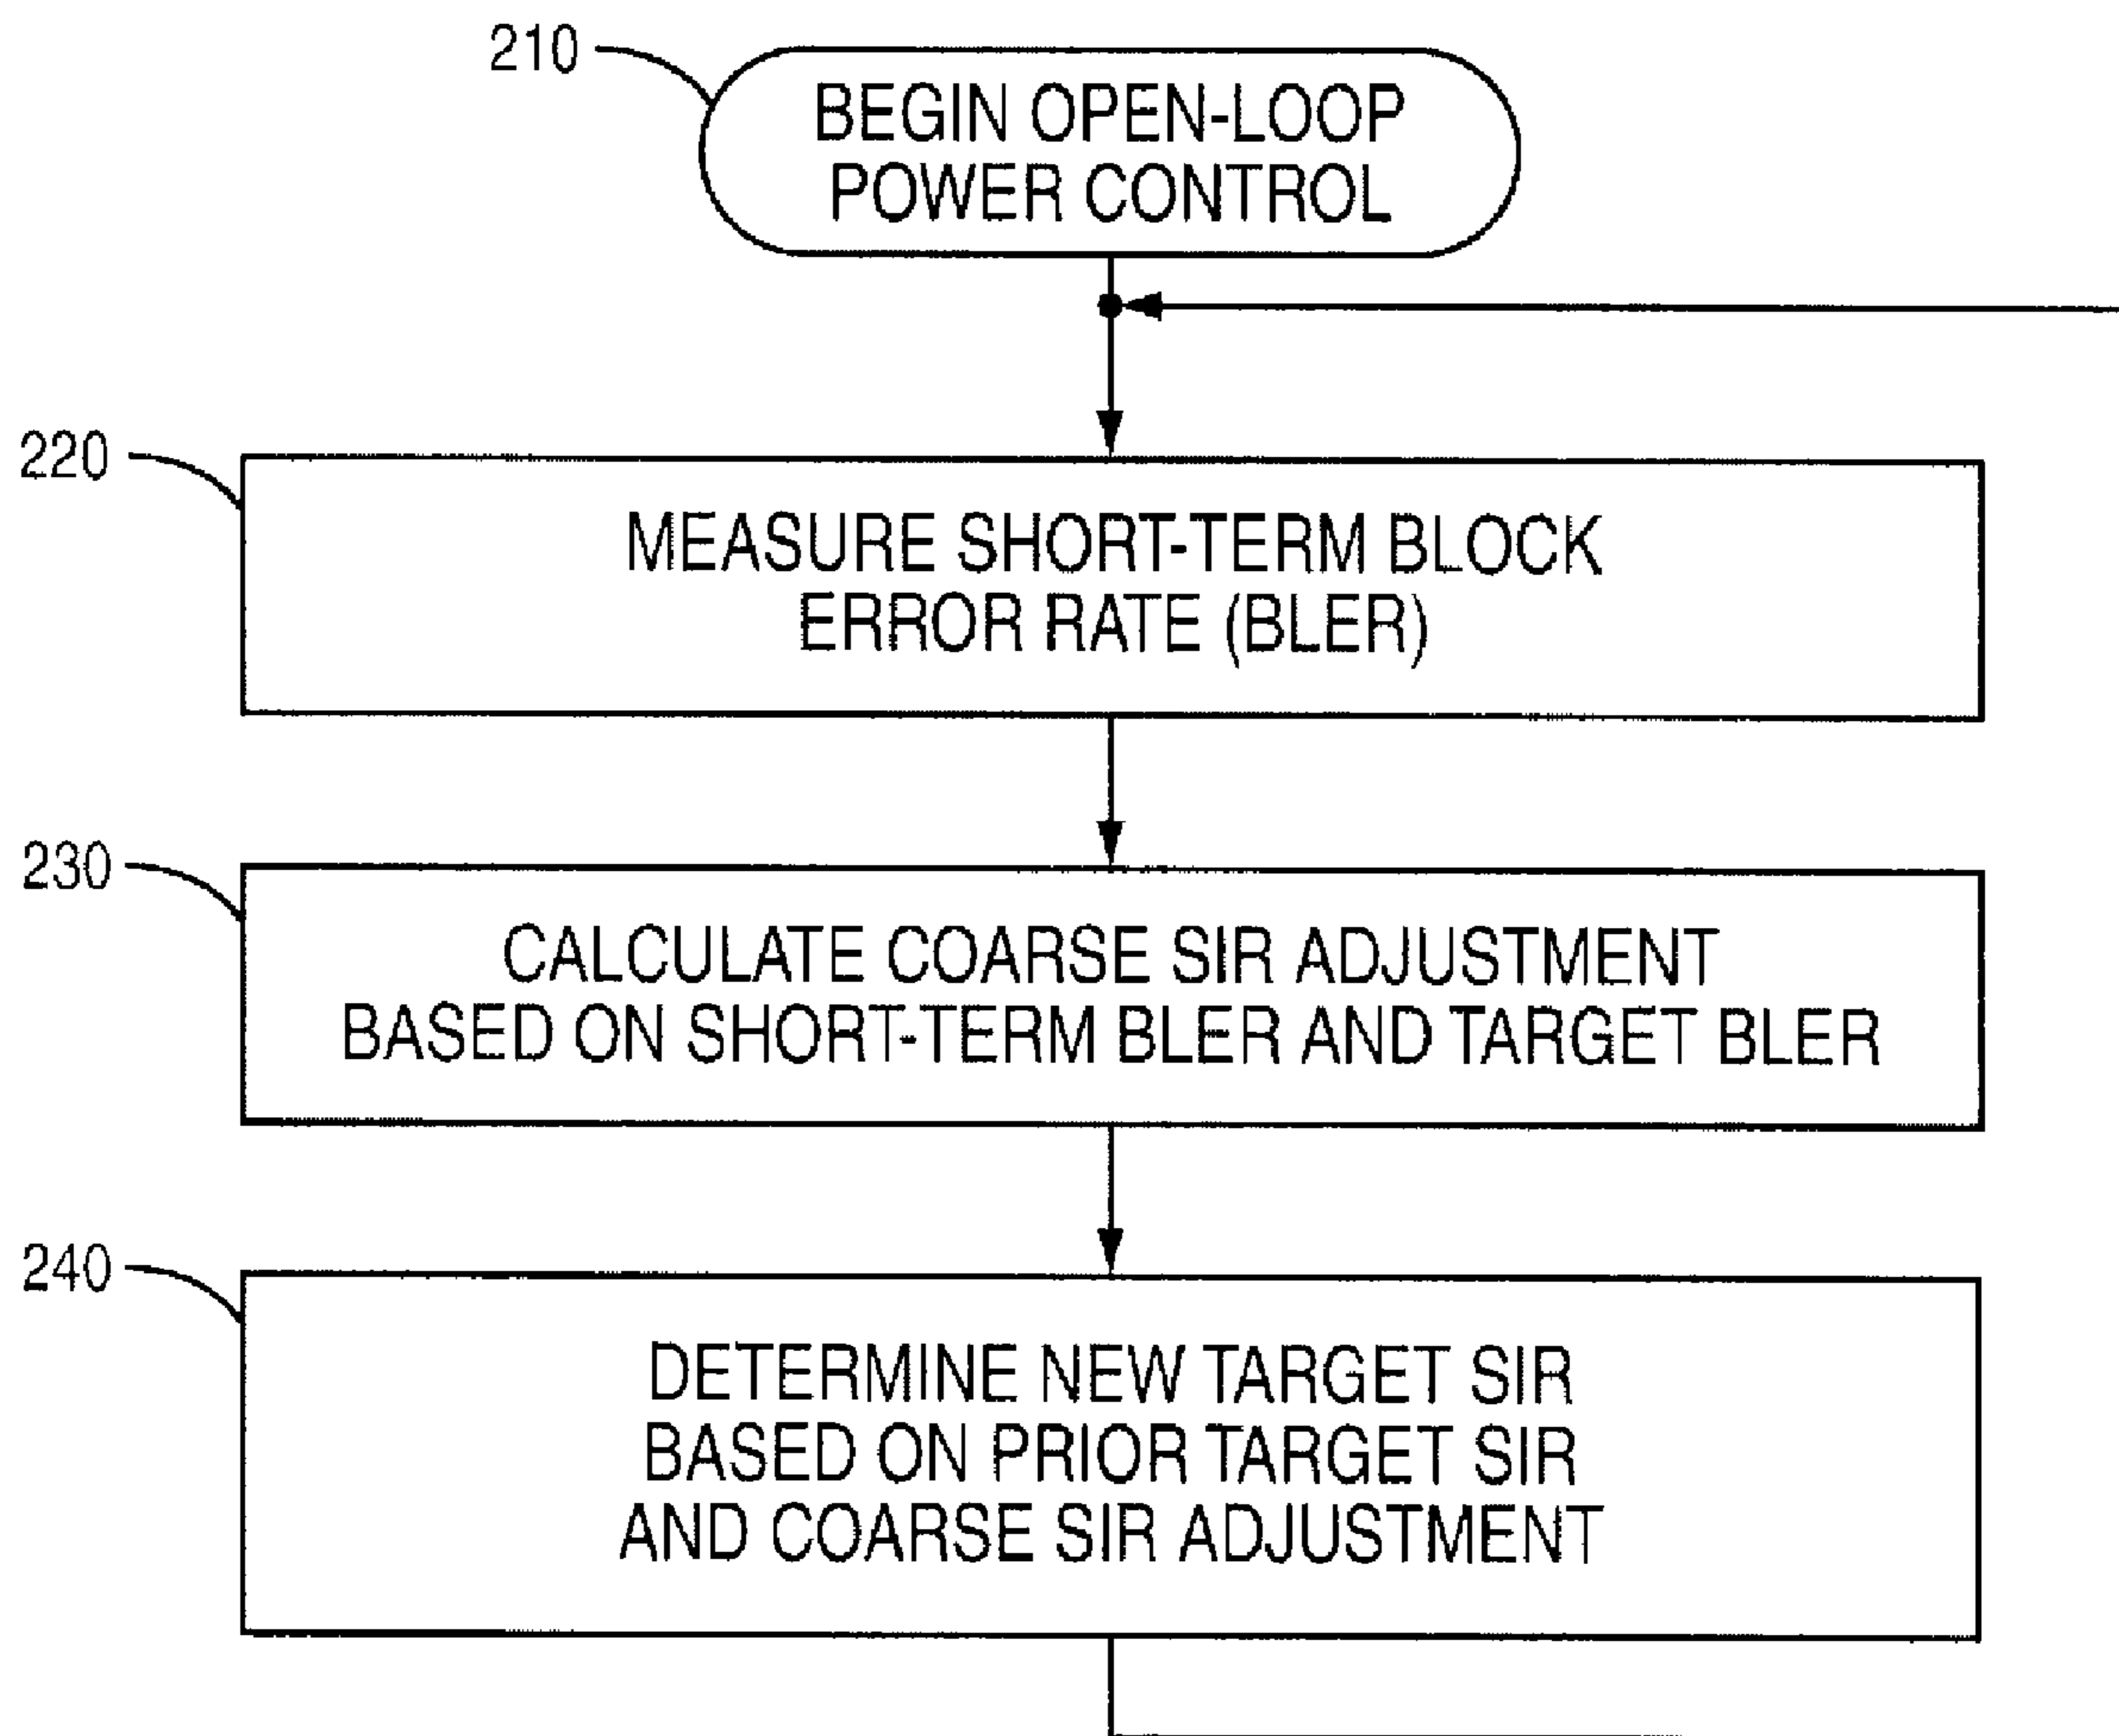 210
BEGIN OPEN-LOOP
POWER CONTROL
220
MEASURE SHORT-TERM BLOCK
ERROR RATE (BLER)
230
CALCULATE COARSE SIR ADJUSTMENT
BASED ON SHORT-TERM BLER AND TARGET BLER
240
DETERMINE NEW TARGET SIR
BASED ON PRIOR TARGET SIR
AND COARSE SIR ADJUSTMENT